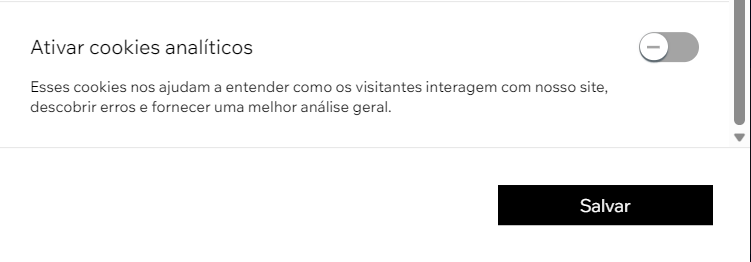 Ativar cookies analíticos
Esses cookies nos ajudam a entender como os visitantes interagem com nosso site,
descobrir erros e fornecer uma melhor análise geral.
Salvar